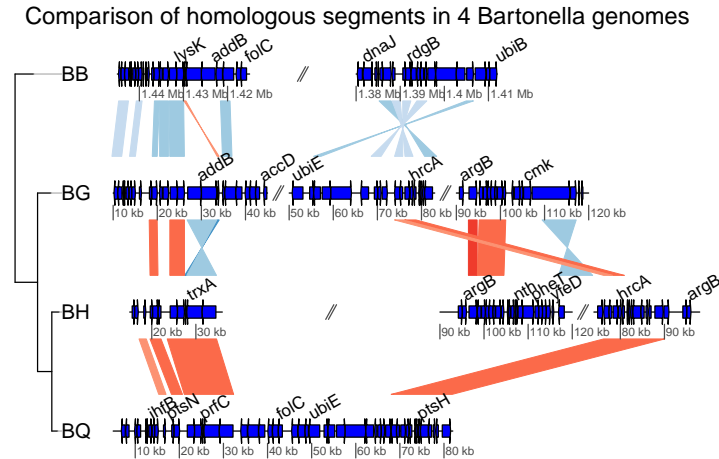 Comparison of homologous segments in 4 Bartonella genomes
lysK addB folC dnaJ rdgB ubiB
BB //
1.44 Mb 1.43 Mb 1.42 Mb 1.38 Mb 1.39 Mb 1.4 Mb 1.41 Mb
addB accD ubiE hrcA argB cmk
BG // //
10 kb 20 kb 30 kb 40 kb 50 kb 60 kb 70 kb 80 kb 90 kb 100 kb 110 kb 120 kb
trxA argB nth pheT yfeD hrcA argB
BH // //
20 kb 30 kb 90 kb 100 kb 110 kb 120 kb 80 kb 90 kb
ihfB ptsN prfC folC ubiE ptsH
BQ
10 kb 20 kb 30 kb 40 kb 50 kb 60 kb 70 kb 80 kb